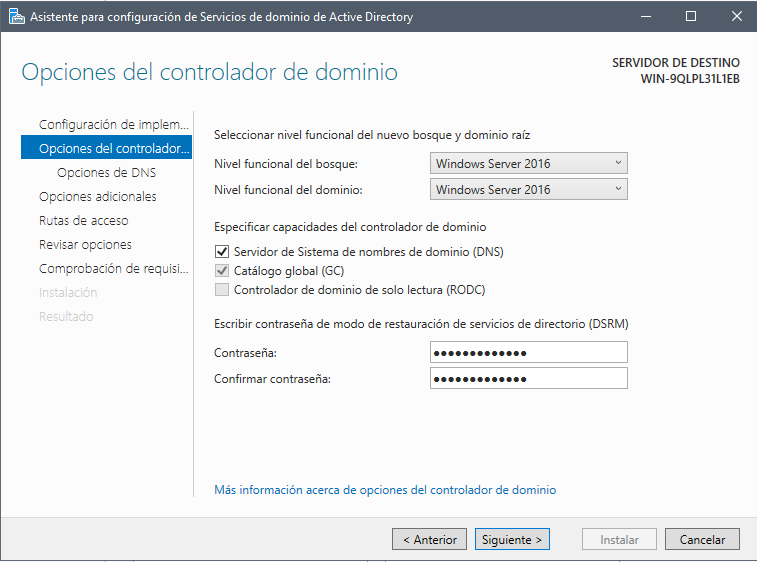 Asistente para configuración de Servicios de dominio de Active Directory
Opciones del controlador de dominio
SERVIDOR DE DESTINO
WIN-9QLPL31L1EB
Configuración de implem...
Opciones del controlador...
Opciones de DNS
Opciones adicionales
Rutas de acceso
Revisar opciones
Comprobación de requisi...
Instalación
Resultado
Seleccionar nivel funcional del nuevo bosque y dominio raíz
Nivel funcional del bosque: Windows Server 2016
Nivel funcional del dominio: Windows Server 2016
Especificar capacidades del controlador de dominio
Servidor de Sistema de nombres de dominio (DNS)
Catálogo global (GC)
Controlador de dominio de solo lectura (RODC)
Escribir contraseña de modo de restauración de servicios de directorio (DSRM)
Contraseña: ●●●●●●●●●●●●●
Confirmar contraseña: ●●●●●●●●●●●●●
Más información acerca de opciones del controlador de dominio
< Anterior Siguiente > Instalar Cancelar